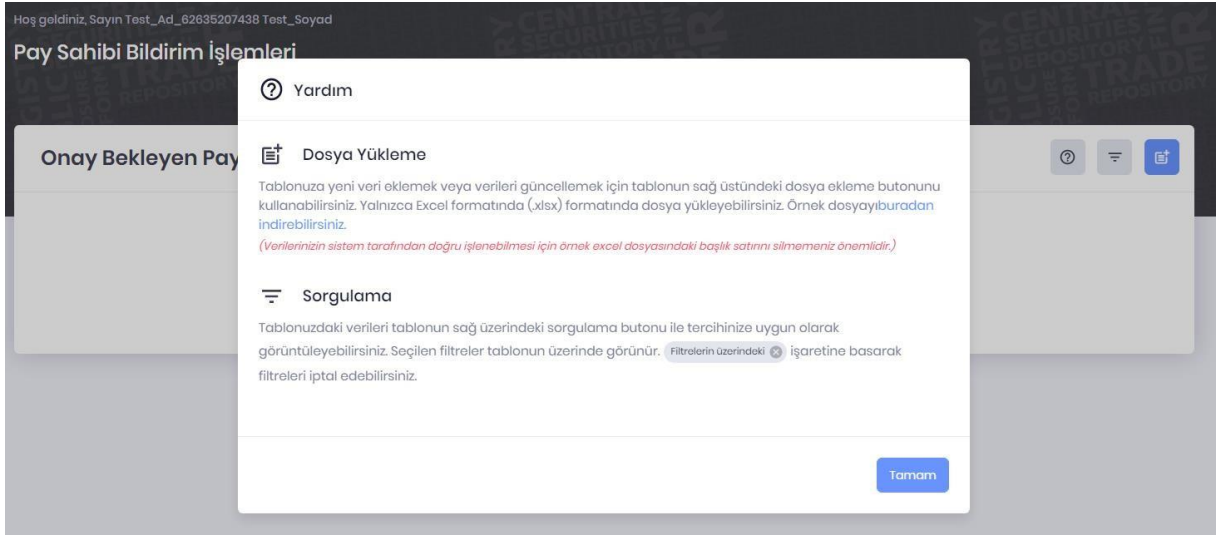 Hoş geldiniz, Sayın Test_Ad_62635207438 Test_Soyad
Pay Sahibi Bildirim İşlemleri
Yardım
Onay Bekleyen Pay
Dosya Yükleme
Tablonuza yeni veri eklemek veya verileri güncellemek için tablonun sağ üstündeki dosya ekleme butonunu
kullanabilirsiniz. Yalnızca Excel formatında (.xlsx) formatında dosya yükleyebilirsiniz. Örnek dosyayıburadan
indirebilirsiniz.
(Verilerinizin sistem tarafından doğru işlenebilmesi için örnek excel dosyasındaki başlık satırını silmemeniz önemlidir.)
Sorgulama
Tablonuzdaki verileri tablonun sağ üzerindeki sorgulama butonu ile tercihinize uygun olarak
görüntüleyebilirsiniz. Seçilen filtreler tablonun üzerinde görünür. Filtrelerin üzerindeki işaretine basarak
filtreleri iptal edebilirsiniz.
Tamam